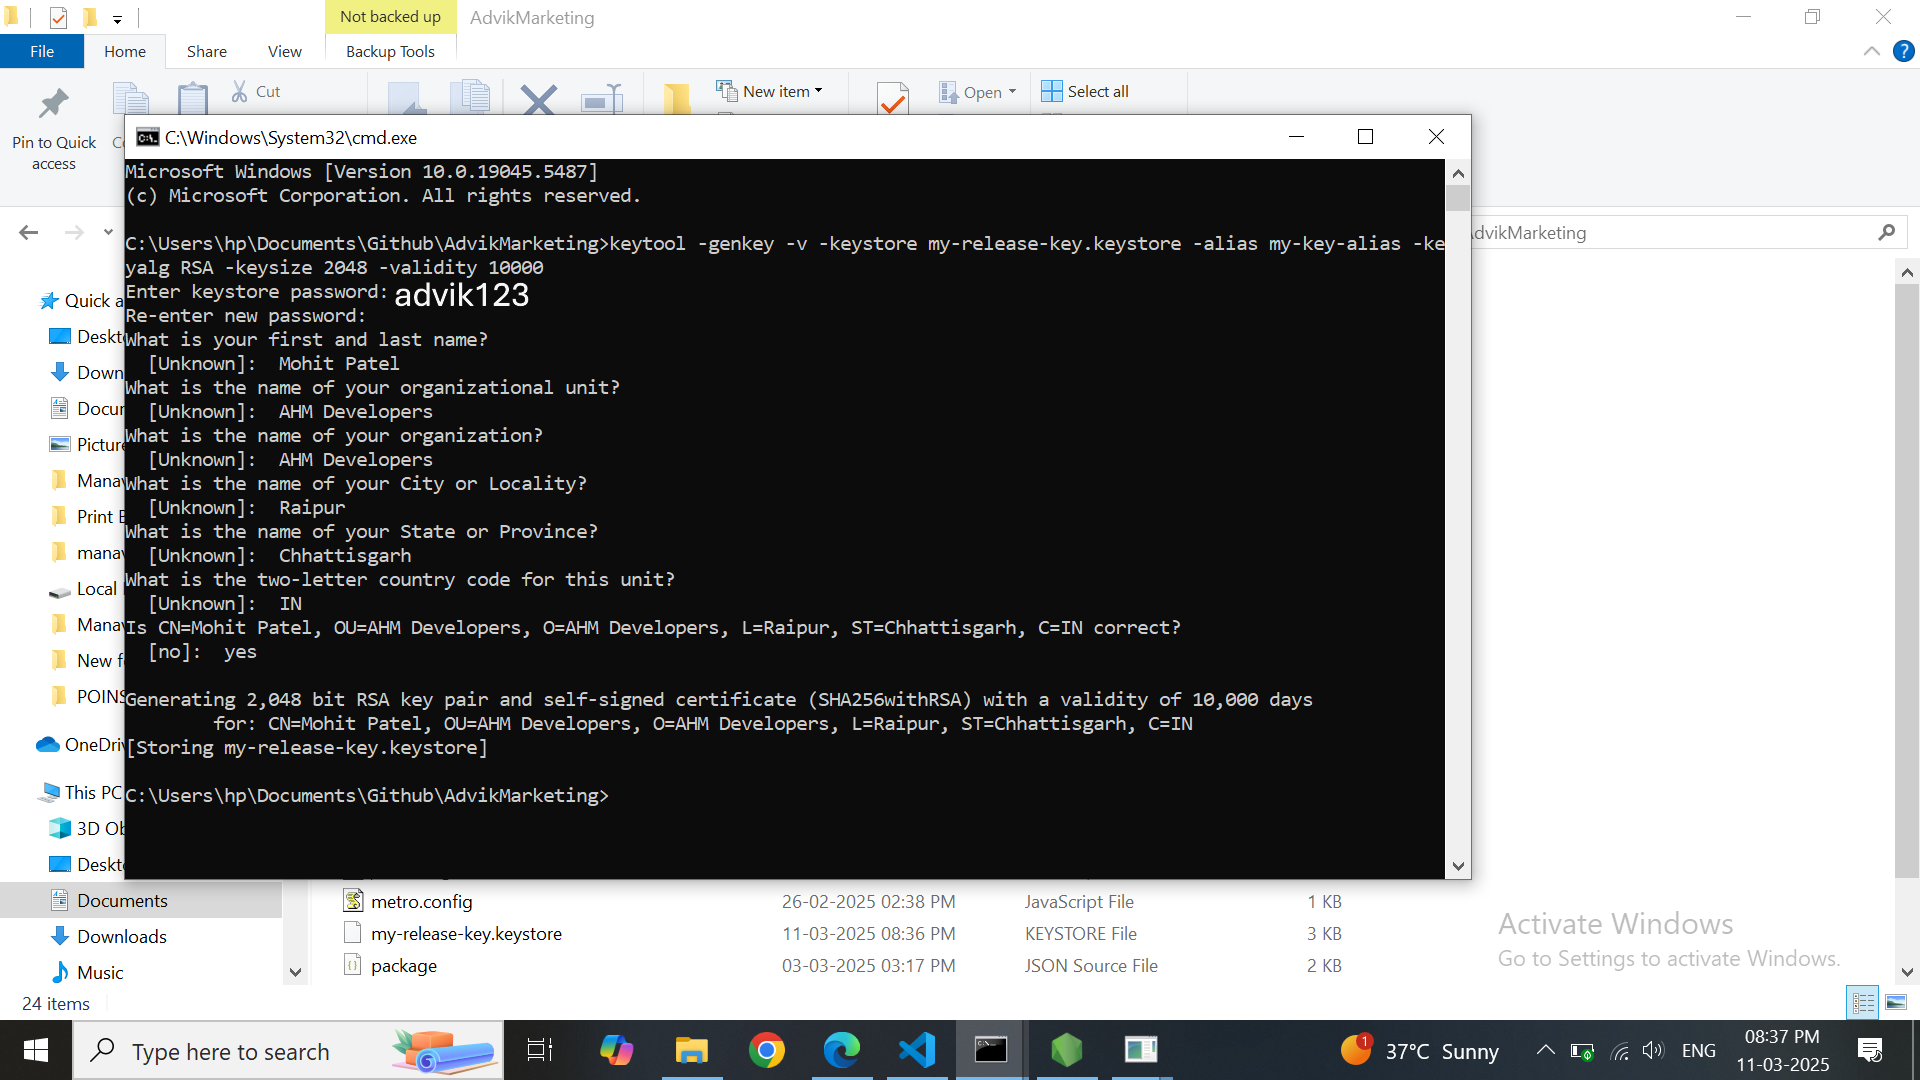 Not backed up
AdvikMarketing
File
Home
Share
View
Backup Tools
Pin to Quick access
Cut
New item
Open
Select all
C:\Windows\System32\cmd.exe
AdvikMarketing
Microsoft Windows [Version 10.0.19045.5487]
(c) Microsoft Corporation. All rights reserved.
C:\Users\hp\Documents\Github\AdvikMarketing>keytool -genkey -v -keystore my-release-key.keystore -alias my-key-alias -ke
yalg RSA -keysize 2048 -validity 10000
Enter keystore password: advik123
Re-enter new password:
What is your first and last name?
[Unknown]:  Mohit Patel
What is the name of your organizational unit?
[Unknown]:  AHM Developers
What is the name of your organization?
[Unknown]:  AHM Developers
What is the name of your City or Locality?
[Unknown]:  Raipur
What is the name of your State or Province?
[Unknown]:  Chhattisgarh
What is the two-letter country code for this unit?
[Unknown]:  IN
Is CN=Mohit Patel, OU=AHM Developers, O=AHM Developers, L=Raipur, ST=Chhattisgarh, C=IN correct?
[no]:  yes
Generating 2,048 bit RSA key pair and self-signed certificate (SHA256withRSA) with a validity of 10,000 days
for: CN=Mohit Patel, OU=AHM Developers, O=AHM Developers, L=Raipur, ST=Chhattisgarh, C=IN
[Storing my-release-key.keystore]
C:\Users\hp\Documents\Github\AdvikMarketing>
Quick a
Deskt
Down
Docur
Picture
Mana
Print
mana
Local
Mana
New f
POINS
OneDriv
This PC
3D Ob
Deskt
Documents
Downloads
Music
metro.config 26-02-2025 02:38 PM JavaScript File 1 KB
my-release-key.keystore 11-03-2025 08:36 PM KEYSTORE File 3 KB
package 03-03-2025 03:17 PM JSON Source File 2 KB
Activate Windows
Go to Settings to activate Windows.
24 items
Type here to search
1
37°C Sunny
ENG
08:37 PM
11-03-2025